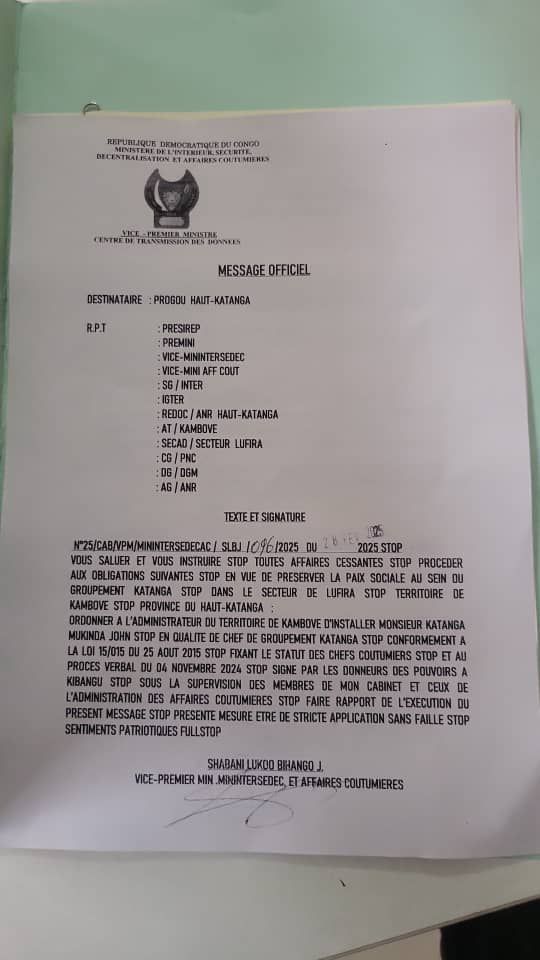 REPUBLIQUE DEMOCRATIQUE DU CONGO
MINISTERE DE L'INTERIEUR, SECURITE,
DECENTRALISATION ET AFFAIRES COUTUMIERES
VICE - PREMIER MINISTRE
CENTRE DE TRANSMISSION DES DONNEES
MESSAGE OFFICIEL
DESTINATAIRE : PROGOU HAUT-KATANGA
R.P.T : PRESIREP
: PREMINI
: VICE-MININTERSEDEC
: VICE-MINI AFF COUT
: SG / INTER
: IGTER
: REDOC / ANR HAUT-KATANGA
: AT / KAMBOVE
: SECAD / SECTEUR LUFIRA
: CG / PNC
: DG / DGM
: AG / ANR
TEXTE ET SIGNATURE
N°25/CAB/VPM/MININTERSEDECAC / SLBJ 1096/2025 DU 2025 STOP
VOUS SALUER ET VOUS INSTRUIRE STOP TOUTES AFFAIRES CESSANTES STOP PROCEDER
AUX OBLIGATIONS SUIVANTES STOP EN VUE DE PRESERVER LA PAIX SOCIALE AU SEIN DU
GROUPEMENT KATANGA STOP DANS LE SECTEUR DE LUFIRA STOP TERRITOIRE DE
KAMBOVE STOP PROVINCE DU HAUT-KATANGA :
ORDONNER A L'ADMINISTRATEUR DU TERRITOIRE DE KAMBOVE D'INSTALLER MONSIEUR KATANGA
MUKINDA JOHN STOP EN QUALITE DE CHEF DE GROUPEMENT KATANGA STOP CONFORMEMENT A
LA LOI 15/015 DU 25 AOUT 2015 STOP FIXANT LE STATUT DES CHEFS COUTUMIERS STOP ET AU
PROCES VERBAL DU 04 NOVEMBRE 2024 STOP SIGNE PAR LES DONNEURS DES POUVOIRS A
KIBANGU STOP SOUS LA SUPERVISION DES MEMBRES DE MON CABINET ET CEUX DE
L'ADMINISTRATION DES AFFAIRES COUTUMIERES STOP FAIRE RAPPORT DE L'EXECUTION DU
PRESENT MESSAGE STOP PRESENTE MESURE ETRE DE STRICTE APPLICATION SANS FAILLE STOP
SENTIMENTS PATRIOTIQUES FULLSTOP
SHABANI LUKOO BIHANGO J.
VICE-PREMIER MIN .MININTERSEDEC, ET AFFAIRES COUTUMIERES